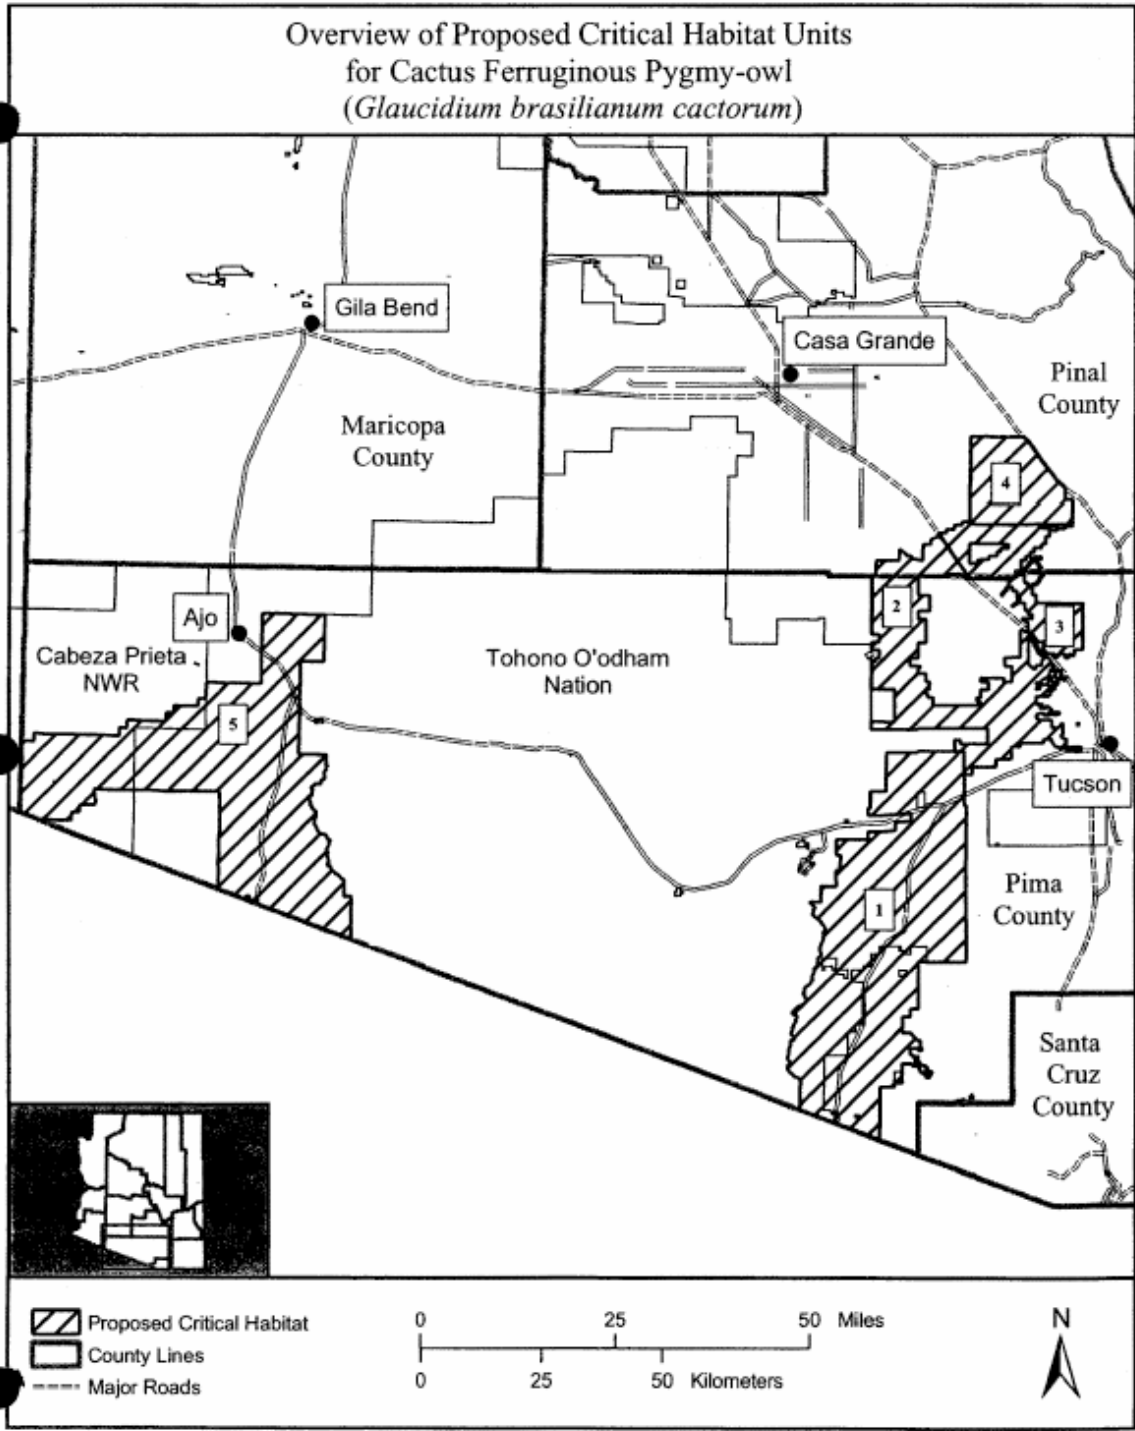 Overview of Proposed Critical Habitat Units
for Cactus Ferruginous Pygmy-owl
(Glaucidium brasilianum cactorum)
Gila Bend
Casa Grande
Pinal
County
Maricopa
County
4
Ajo
2
3
Cabeza Prieta
NWR
Tohono O'odham
Nation
5
Tucson
Pima
County
1
Santa
Cruz
County
Proposed Critical Habitat
County Lines
Major Roads
0 25 50 Miles
0 25 50 Kilometers
N